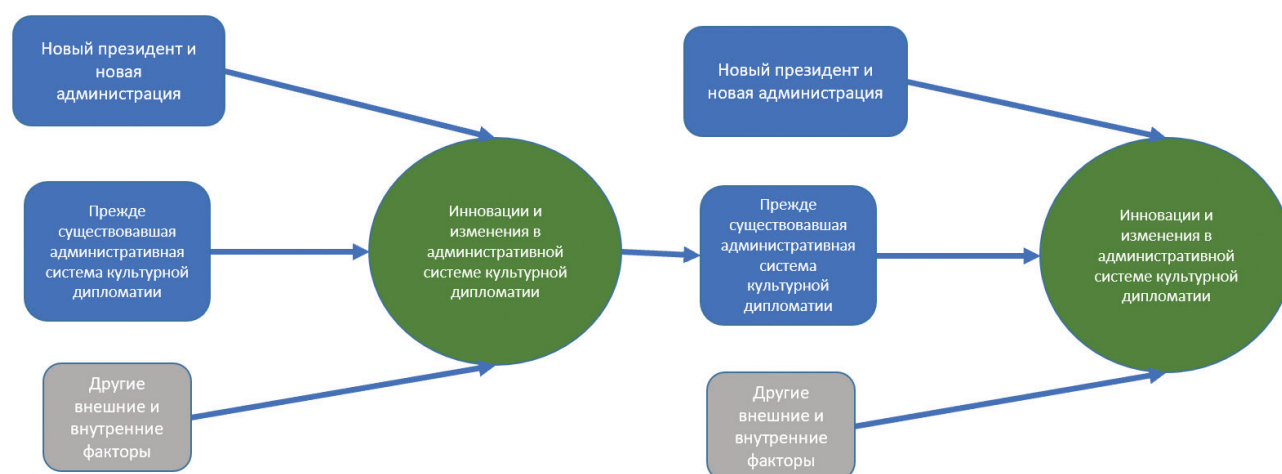 Новый президент и
новая
администрация
Прежде
существовавшая
административная
система культурной
дипломатии
Другие
внешние и
внутренние
факторы
Инновации и
изменения в
административной
системе культурной
дипломатии
Новый президент и
новая администрация
Прежде
существовавшая
административная
система
культурной
дипломатии
Другие
внешние и
внутренние
факторы
Инновации и
изменения в
административной
системе культурной
дипломатии